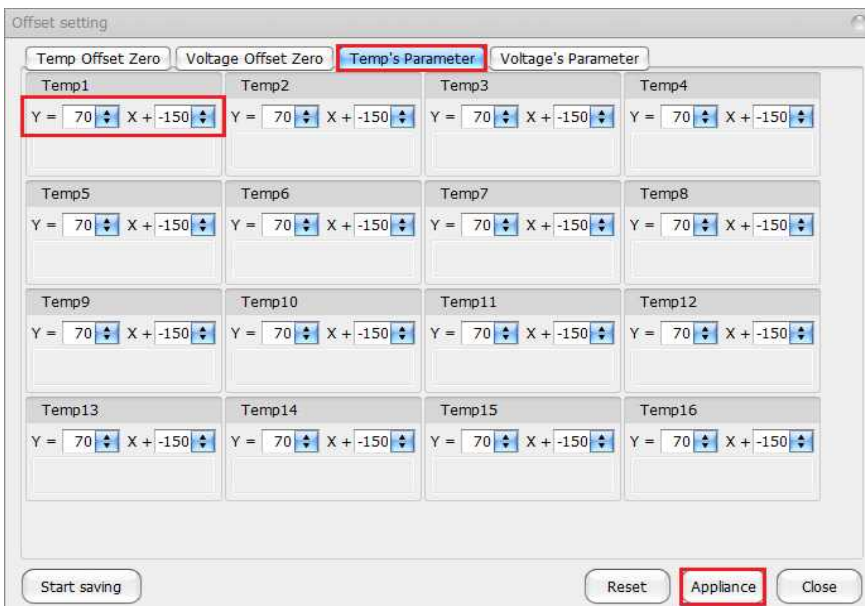 Offset setting
Temp Offset Zero Voltage Offset Zero Temp's Parameter Voltage's Parameter
Temp1 Temp2 Temp3 Temp4
Y = 70 X + -150 Y = 70 X + -150 Y = 70 X + -150 Y = 70 X + -150
Temp5 Temp6 Temp7 Temp8
Y = 70 X + -150 Y = 70 X + -150 Y = 70 X + -150 Y = 70 X + -150
Temp9 Temp10 Temp11 Temp12
Y = 70 X + -150 Y = 70 X + -150 Y = 70 X + -150 Y = 70 X + -150
Temp13 Temp14 Temp15 Temp16
Y = 70 X + -150 Y = 70 X + -150 Y = 70 X + -150 Y = 70 X + -150
Start saving Reset Appliance Close